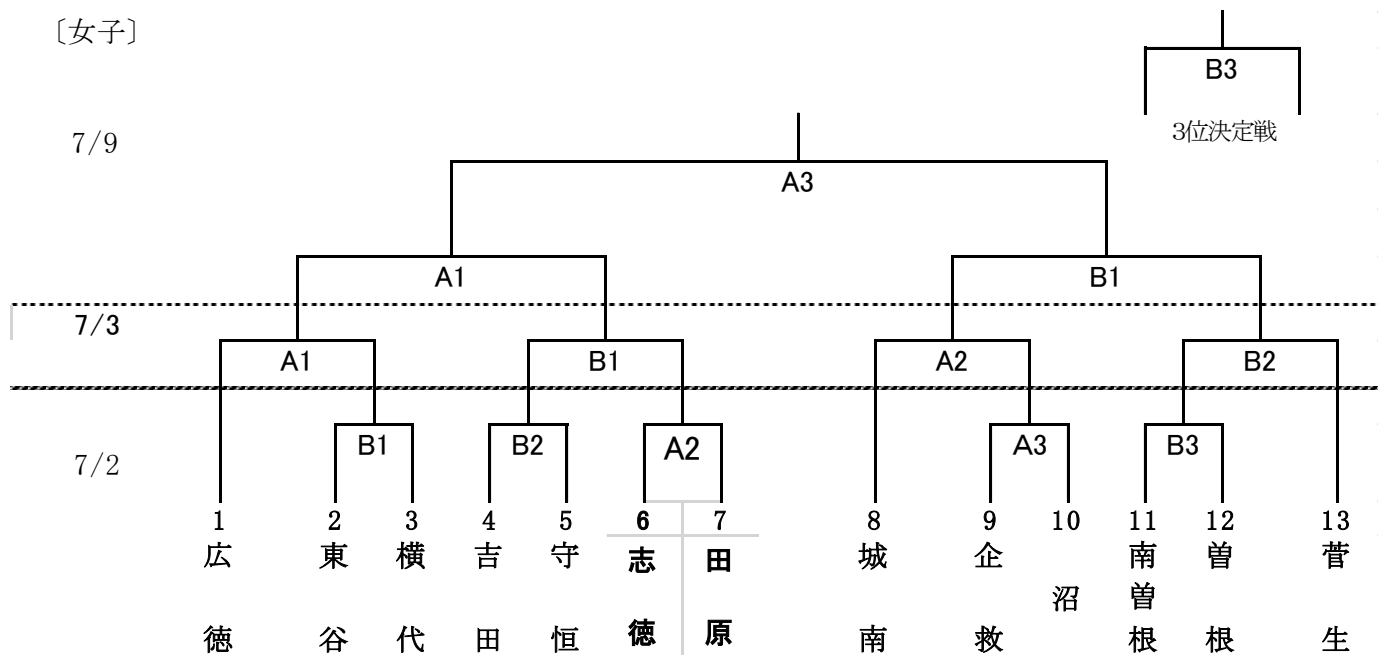 〔女子〕
B3
3位決定戦
7/9
A3
A1 B1
7/3
A1 B1 A2 B2
7/2
B1 B2 A2 A3 B3
1 2 3 4 5 6 7 8 9 10 11 12 13
広徳
東谷
横代
吉田
守恒
志徳
田原
城南
企救
沼
南曽根
曽根
菅生